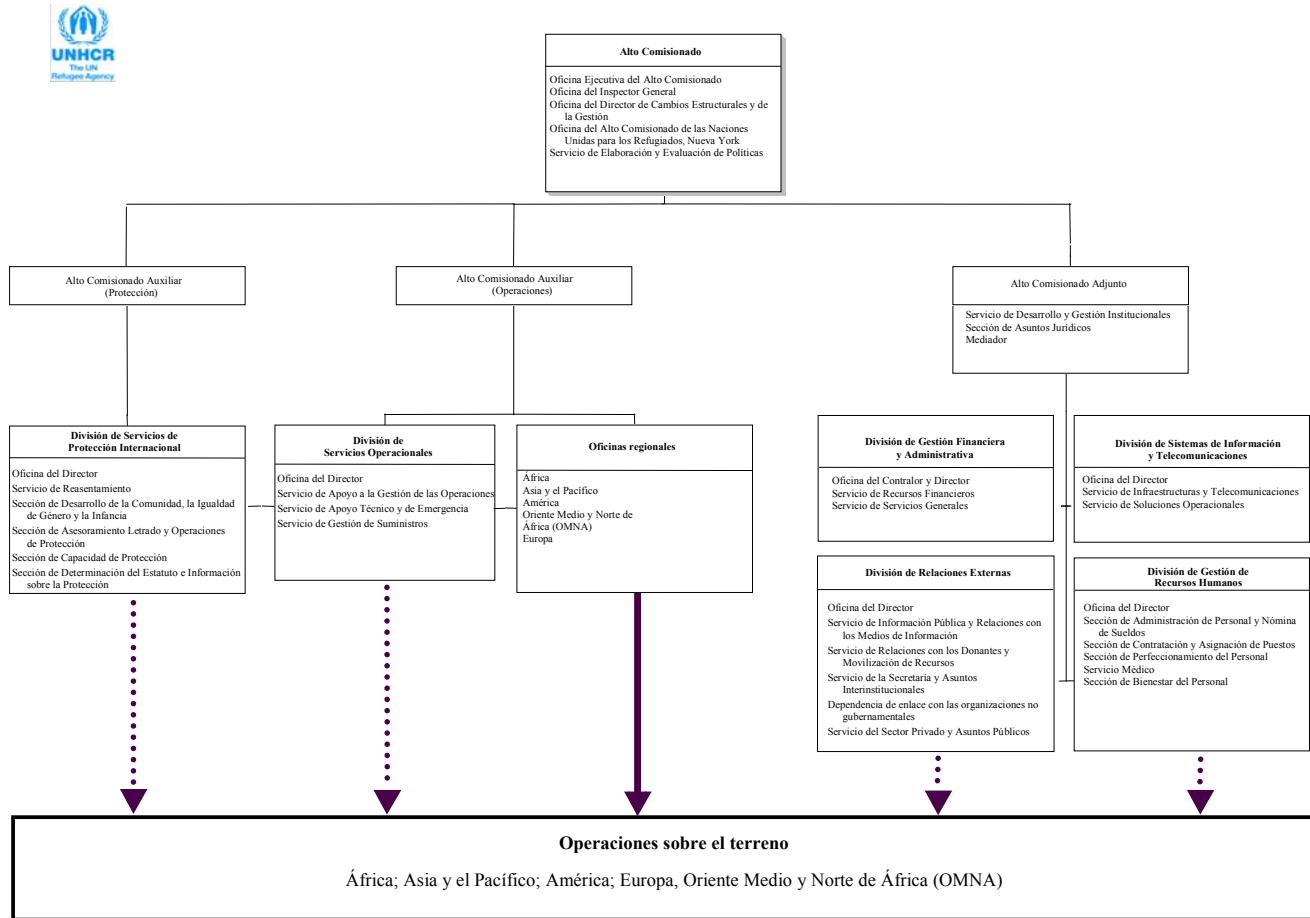 UNHCR
The UN
Refugee Agency
Alto Comisionado
Oficina Ejecutiva del Alto Comisionado
Oficina del Inspector General
Oficina del Director de Cambios Estructurales y de
la Gestión
Oficina del Alto Comisionado de las Naciones
Unidas para los Refugiados, Nueva York
Servicio de Elaboración y Evaluación de Políticas
Alto Comisionado Auxiliar
(Protección)
Alto Comisionado Auxiliar
(Operaciones)
Alto Comisionado Adjunto
Servicio de Desarrollo y Gestión Institucionales
Sección de Asuntos Jurídicos
Mediador
División de Servicios de
Protección Internacional
Oficina del Director
Servicio de Reasentamiento
Sección de Desarrollo de la Comunidad, la Igualdad
de Género y la Infancia
Sección de Asesoramiento Letrado y Operaciones
de Protección
Sección de Capacidad de Protección
Sección de Determinación del Estatuto e Información
sobre la Protección
División de
Servicios Operacionales
Oficina del Director
Servicio de Apoyo a la Gestión de las Operaciones
Servicio de Apoyo Técnico y de Emergencia
Servicio de Gestión de Suministros
Oficinas regionales
África
Asia y el Pacífico
América
Oriente Medio y Norte de
África (OMNA)
Europa
División de Gestión Financiera
y Administrativa
Oficina del Contralor y Director
Servicio de Recursos Financieros
Servicio de Servicios Generales
División de Sistemas de Información
y Telecomunicaciones
Oficina del Director
Servicio de Infraestructuras y Telecomunicaciones
Servicio de Soluciones Operacionales
División de Relaciones Externas
Oficina del Director
Servicio de Información Pública y Relaciones con
los Medios de Información
Servicio de Relaciones con los Donantes y
Movilización de Recursos
Servicio de la Secretaría y Asuntos
Interinstitucionales
Dependencia de enlace con las organizaciones no
gubernamentales
Servicio del Sector Privado y Asuntos Públicos
División de Gestión de
Recursos Humanos
Oficina del Director
Sección de Administración de Personal y Nómina
de Sueldos
Sección de Contratación y Asignación de Puestos
Sección de Perfeccionamiento del Personal
Servicio Médico
Sección de Bienestar del Personal
Operaciones sobre el terreno
África; Asia y el Pacífico; América; Europa, Oriente Medio y Norte de África (OMNA)